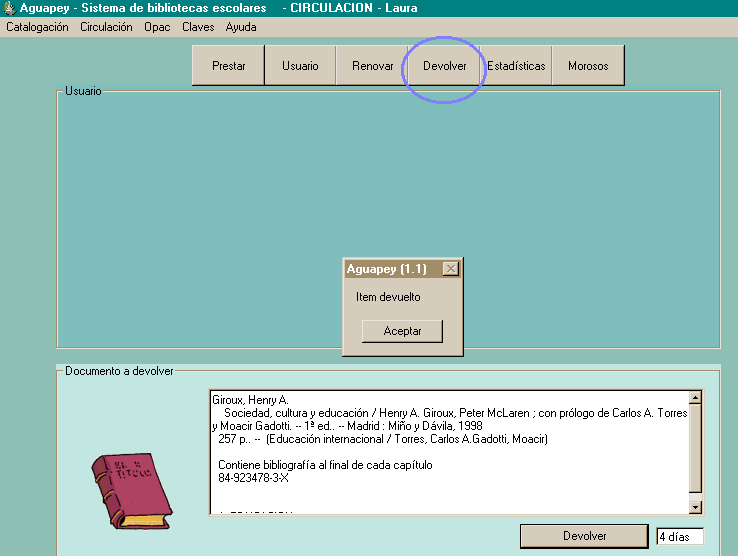 Aguapey - Sistema de bibliotecas escolares - CIRCULACION - Laura
Catalogación Circulación Opac Claves Ayuda
Prestar Usuario Renovar Devolver Estadísticas Morosos
Usuario
Aguapey (1.1)
Item devuelto
Aceptar
Documento a devolver
Giroux, Henry A.
Sociedad, cultura y educación / Henry A. Giroux, Peter McLaren ; con prólogo de Carlos A. Torres
y Moacir Gadotti. -- 1ª ed.. -- Madrid : Miño y Dávila, 1998
257 p.. -- (Educación internacional / Torres, Carlos A.Gadotti, Moacir)
Contiene bibliografía al final de cada capítulo
84-923478-3-X
EL X
TITULO
Devolver 4 días